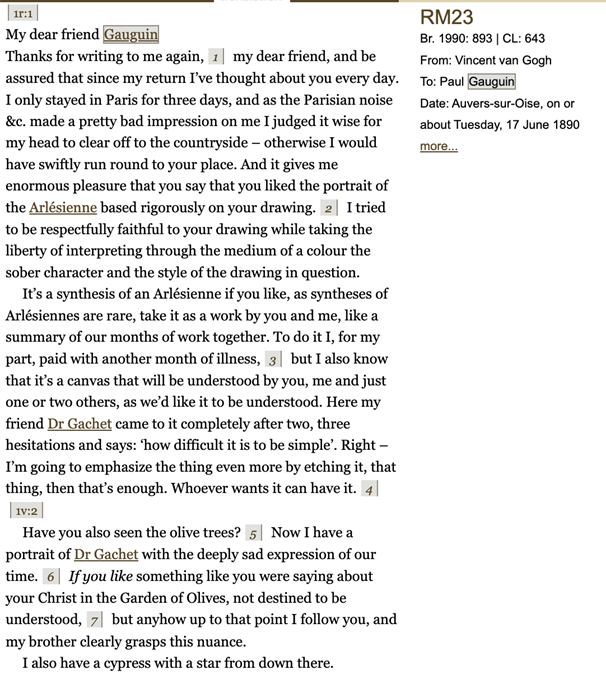 1r:1
My dear friend Gauguin
Thanks for writing to me again, 1 my dear friend, and be
assured that since my return I’ve thought about you every day.
I only stayed in Paris for three days, and as the Parisian noise
&c. made a pretty bad impression on me I judged it wise for
my head to clear off to the countryside – otherwise I would
have swiftly run round to your place. And it gives me
enormous pleasure that you say that you liked the portrait of
the Arlésienne based rigorously on your drawing. 2 I tried
to be respectfully faithful to your drawing while taking the
liberty of interpreting through the medium of a colour the
sober character and the style of the drawing in question.
It’s a synthesis of an Arlésienne if you like, as syntheses of
Arlésiennes are rare, take it as a work by you and me, like a
summary of our months of work together. To do it I, for my
part, paid with another month of illness, 3 but I also know
that it’s a canvas that will be understood by you, me and just
one or two others, as we’d like it to be understood. Here my
friend Dr Gachet came to it completely after two, three
hesitations and says: ‘how difficult it is to be simple’. Right –
I’m going to emphasize the thing even more by etching it, that
thing, then that’s enough. Whoever wants it can have it. 4
1v:2
Have you also seen the olive trees? 5 Now I have a
portrait of Dr Gachet with the deeply sad expression of our
time. 6 If you like something like you were saying about
your Christ in the Garden of Olives, not destined to be
understood, 7 but anyhow up to that point I follow you, and
my brother clearly grasps this nuance.
I also have a cypress with a star from down there.
RM23
Br. 1990: 893 | CL: 643
From: Vincent van Gogh
To: Paul Gauguin
Date: Auvers-sur-Oise, on or
about Tuesday, 17 June 1890
more...